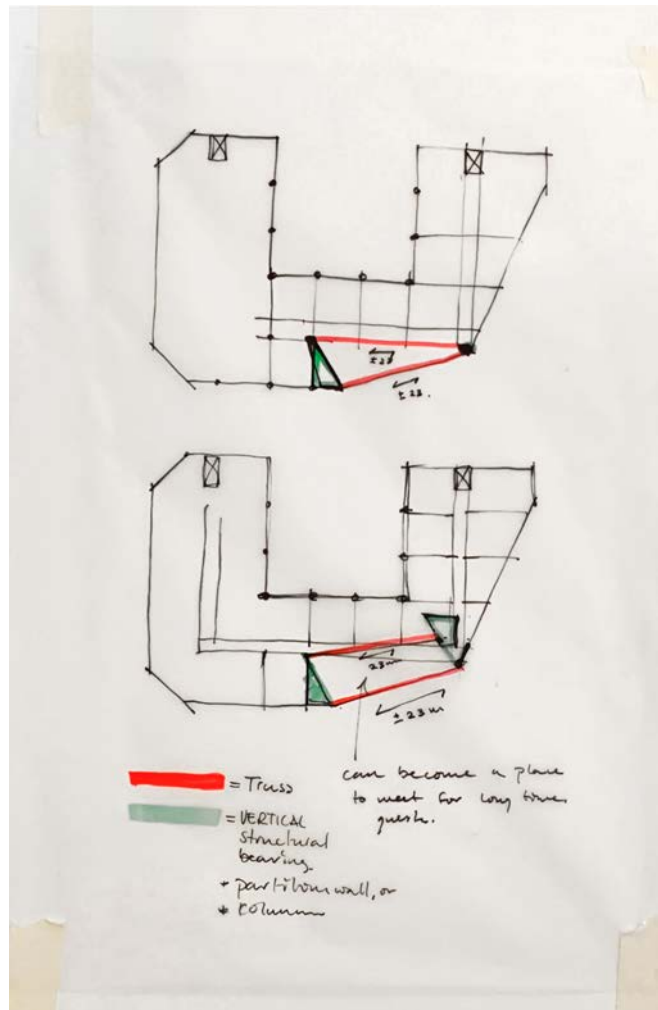 ±23
±23.
23m
±23m
can become a place
to meet for long time
guests.
= Truss
= VERTICAL
structural
bearing.
* partition wall, or
* Column